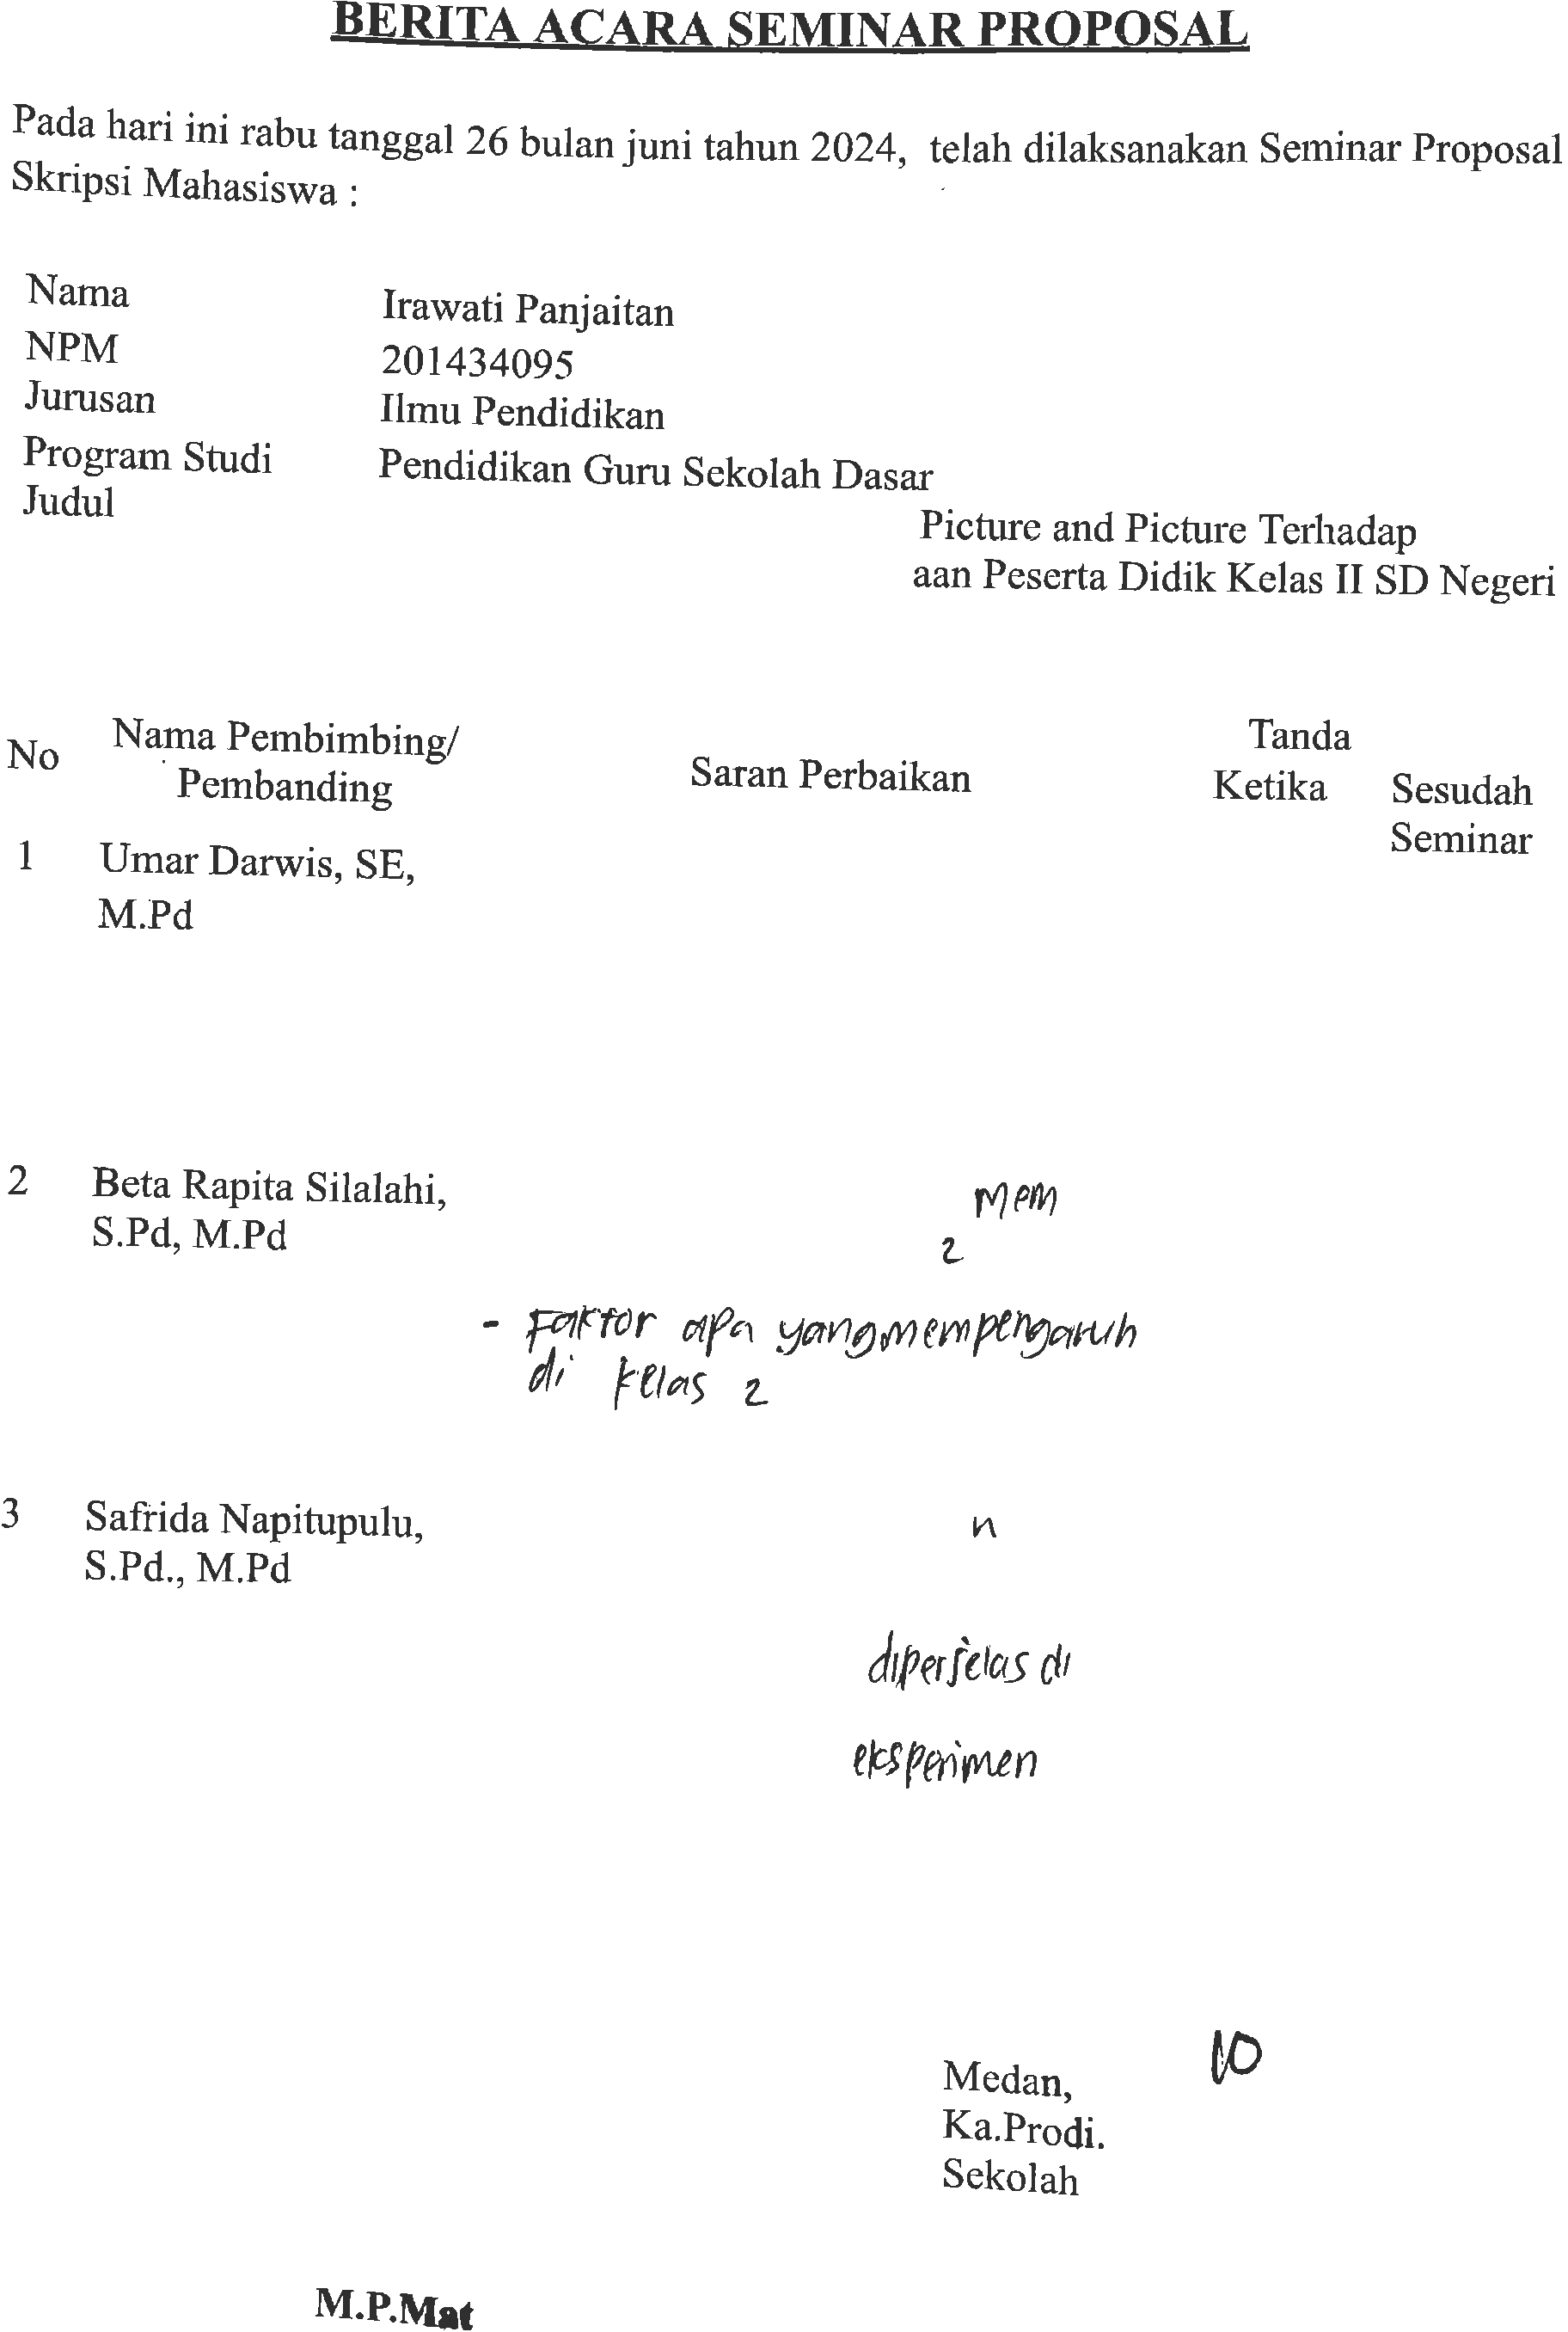 BERITA ACARA SEMINAR PROPOSAL
Pada hari ini rabu tanggal 26 bulan juni tahun 2024, telah dilaksanakan Seminar Proposal
Skripsi Mahasiswa :
Nama Irawati Panjaitan
NPM 201434095
Jurusan Ilmu Pendidikan
Program Studi Pendidikan Guru Sekolah Dasar
Judul
Picture and Picture Terhadap
aan Peserta Didik Kelas II SD Negeri
No Nama Pembimbing/ Pembanding Saran Perbaikan Tanda
Ketika Sesudah
Seminar
1 Umar Darwis, SE,
M.Pd
2 Beta Rapita Silalahi, mem
S.Pd, M.Pd 2
- Faktor apa yang mempengaruh
di kelas 2
3 Safrida Napitupulu, n
S.Pd., M.Pd
diperjelas di
eksperimen
Medan, 10
Ka.Prodi.
Sekolah
M.P.Mat